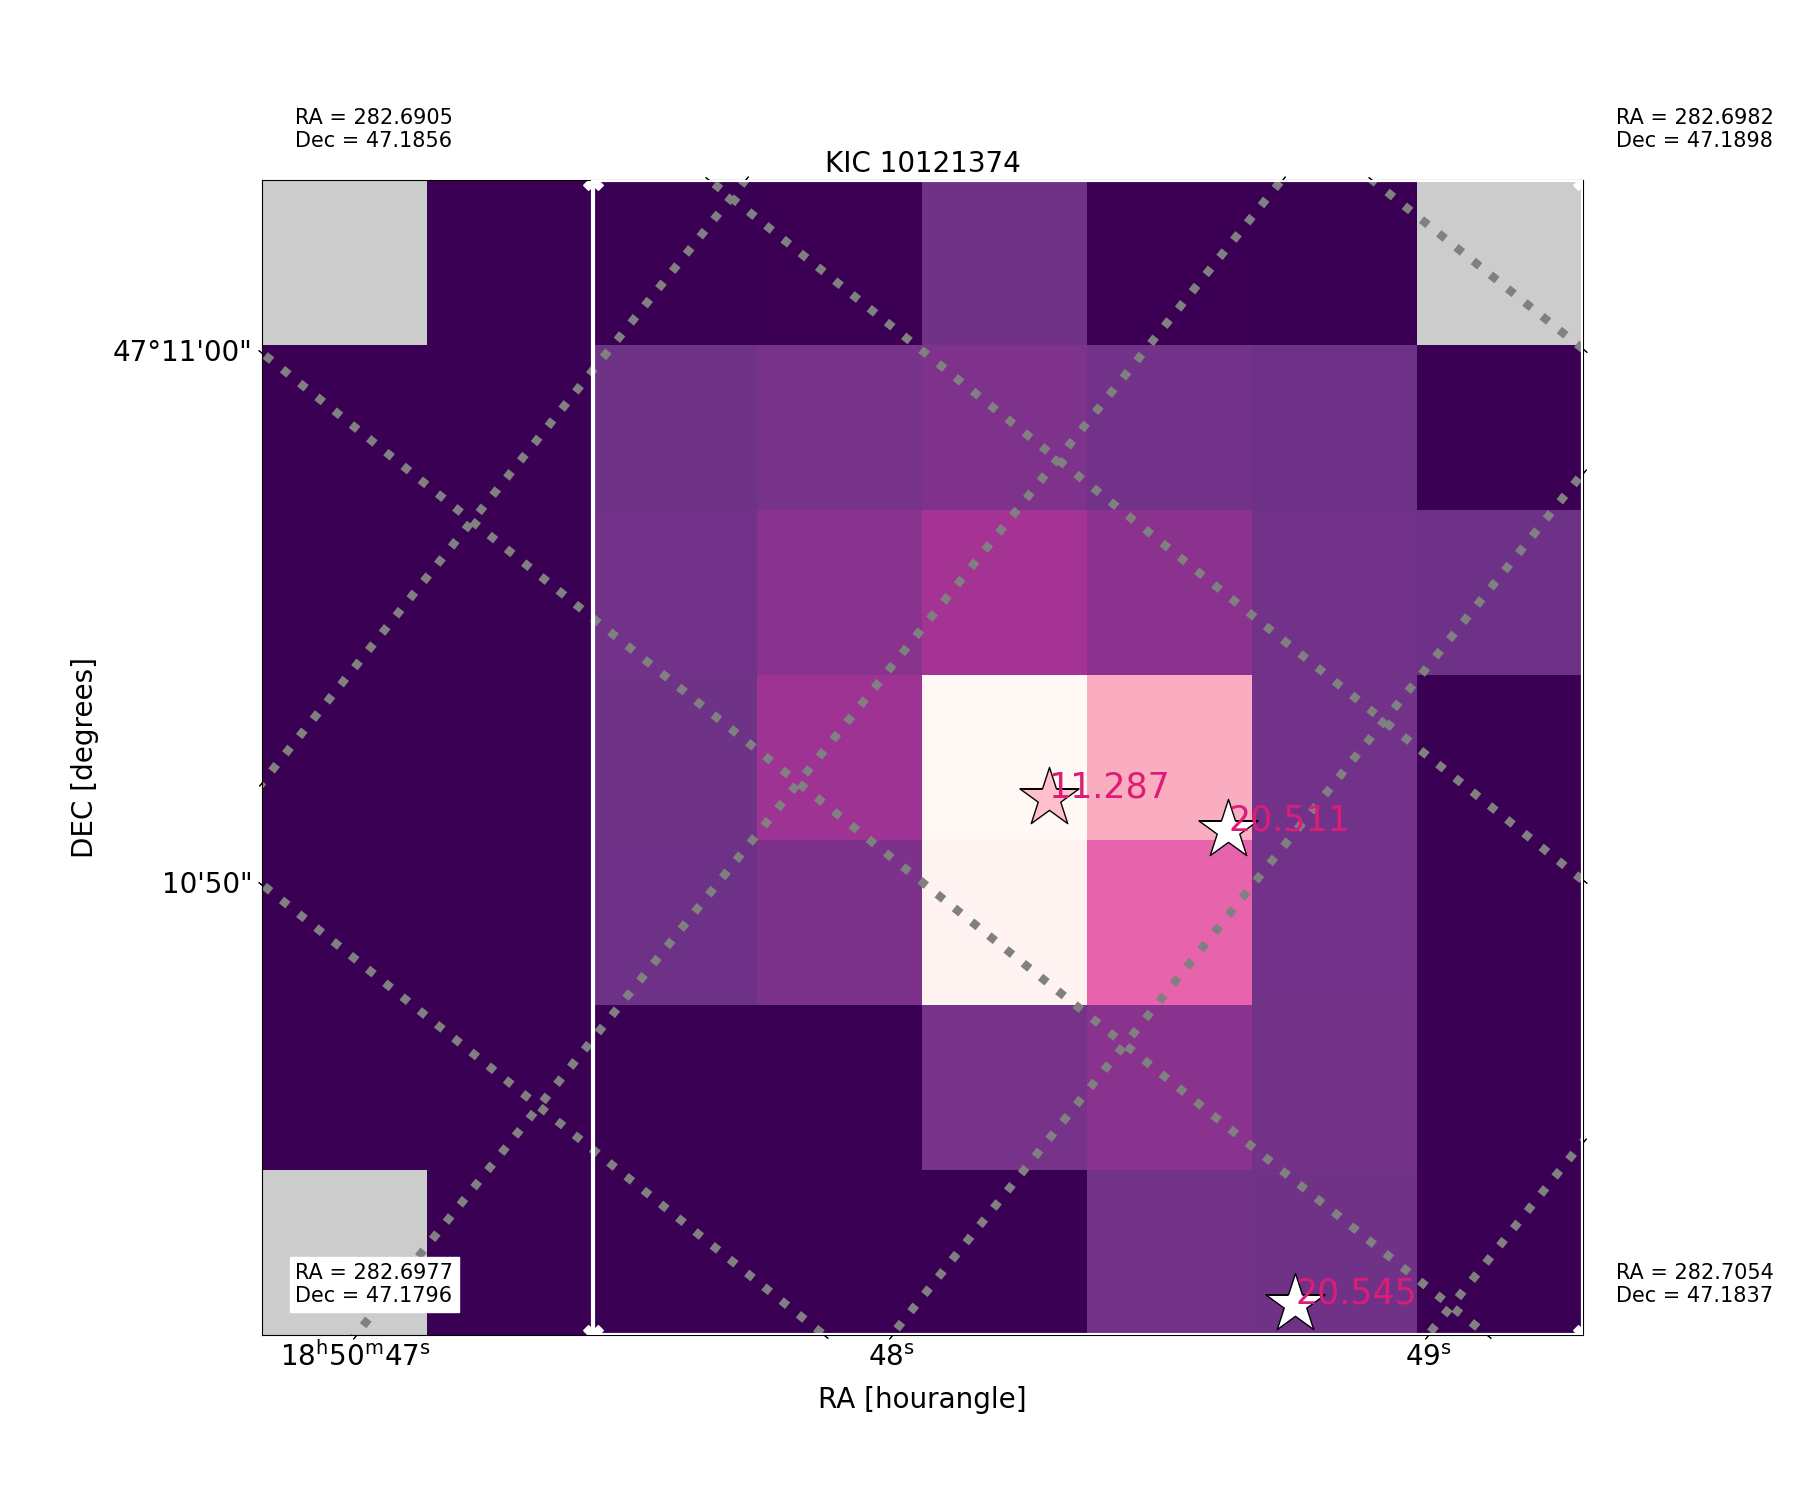 RA = 282.6905
Dec = 47.1856
RA = 282.6982
Dec = 47.1898
KIC 10121374
47°11'00"
11.287
20.511
DEC [degrees]
10'50"
RA = 282.6977
Dec = 47.1796
20.545
RA = 282.7054
Dec = 47.1837
18h50m47s
48s
49s
RA [hourangle]